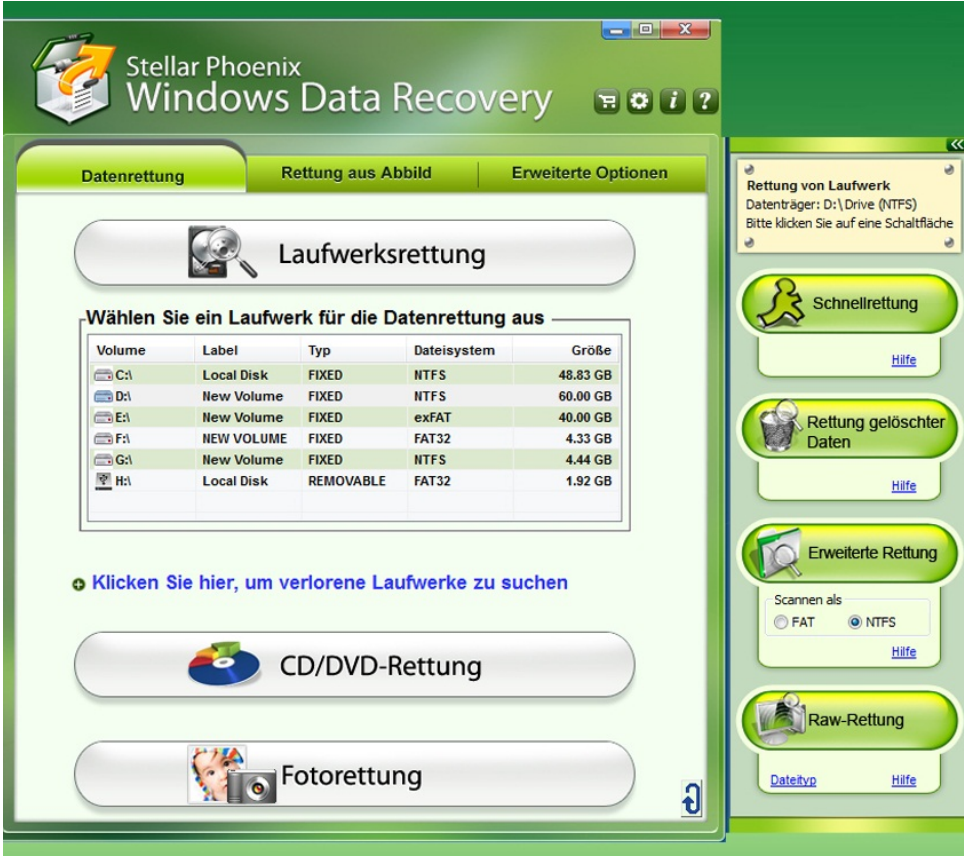 Stellar Phoenix
Windows Data Recovery
Datenrettung Rettung aus Abbild Erweiterte Optionen
Laufwerksrettung
Wählen Sie ein Laufwerk für die Datenrettung aus
Volume Label Typ Dateisystem Größe
C:\ Local Disk FIXED NTFS 48.83 GB
D:\ New Volume FIXED NTFS 60.00 GB
E:\ New Volume FIXED exFAT 40.00 GB
F:\ NEW VOLUME FIXED FAT32 4.33 GB
G:\ New Volume FIXED NTFS 4.44 GB
H:\ Local Disk REMOVABLE FAT32 1.92 GB
Klicken Sie hier, um verlorene Laufwerke zu suchen
CD/DVD-Rettung
Fotorettung
Rettung von Laufwerk
Datenträger: D:\Drive (NTFS)
Bitte klicken Sie auf eine Schaltfläche
Schnellrettung
Hilfe
Rettung gelöschter
Daten
Hilfe
Erweiterte Rettung
Scannen als
FAT NTFS
Hilfe
Raw-Rettung
Dateityp Hilfe